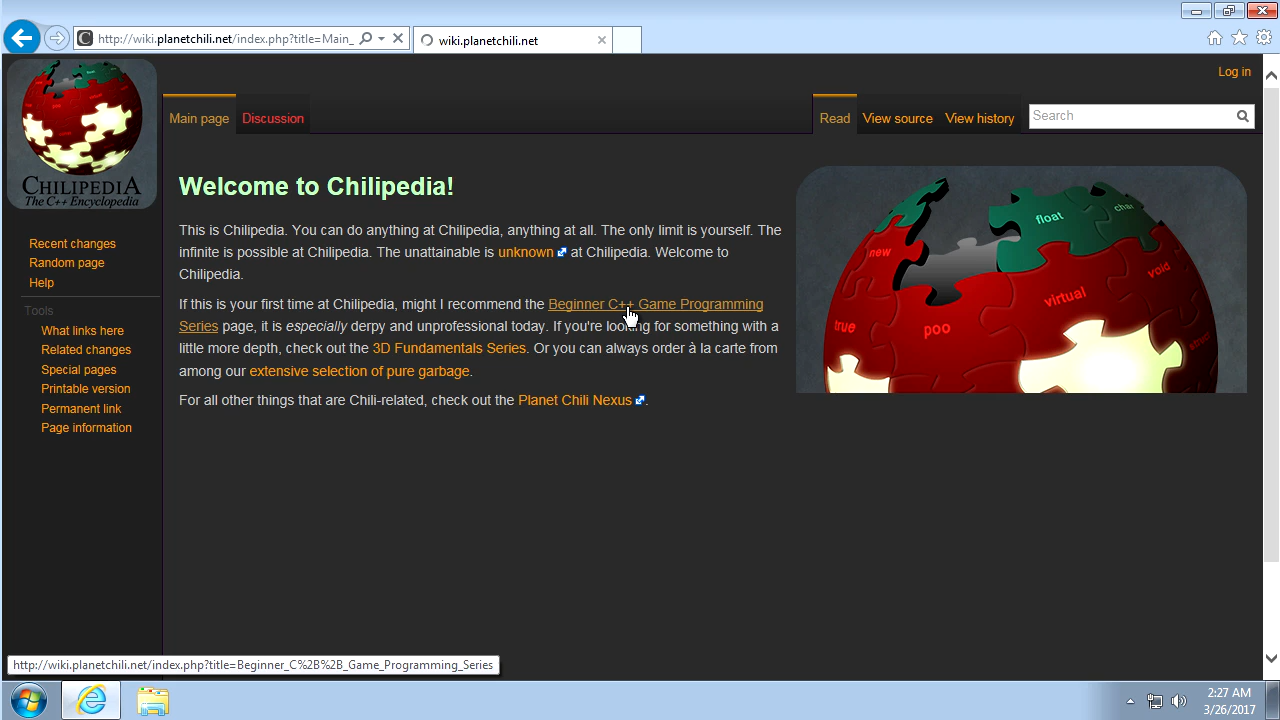 http://wiki.planetchili.net/index.php?title=Main_
wiki.planetchili.net
Log in
Main page
Discussion
Read
View source
View history
Search
CHILIPEDIA
The C++ Encyclopedia
Recent changes
Random page
Help
Tools
What links here
Related changes
Special pages
Printable version
Permanent link
Page information
Welcome to Chilipedia!
This is Chilipedia. You can do anything at Chilipedia, anything at all. The only limit is yourself. The
infinite is possible at Chilipedia. The unattainable is unknown at Chilipedia. Welcome to
Chilipedia.
If this is your first time at Chilipedia, might I recommend the Beginner C++ Game Programming
Series page, it is especially derpy and unprofessional today. If you're looking for something with a
little more depth, check out the 3D Fundamentals Series. Or you can always order à la carte from
among our extensive selection of pure garbage.
For all other things that are Chili-related, check out the Planet Chili Nexus.
float
char
new
void
virtual
true
poo
http://wiki.planetchili.net/index.php?title=Beginner_C%2B%2B_Game_Programming_Series
2:27 AM
3/26/2017